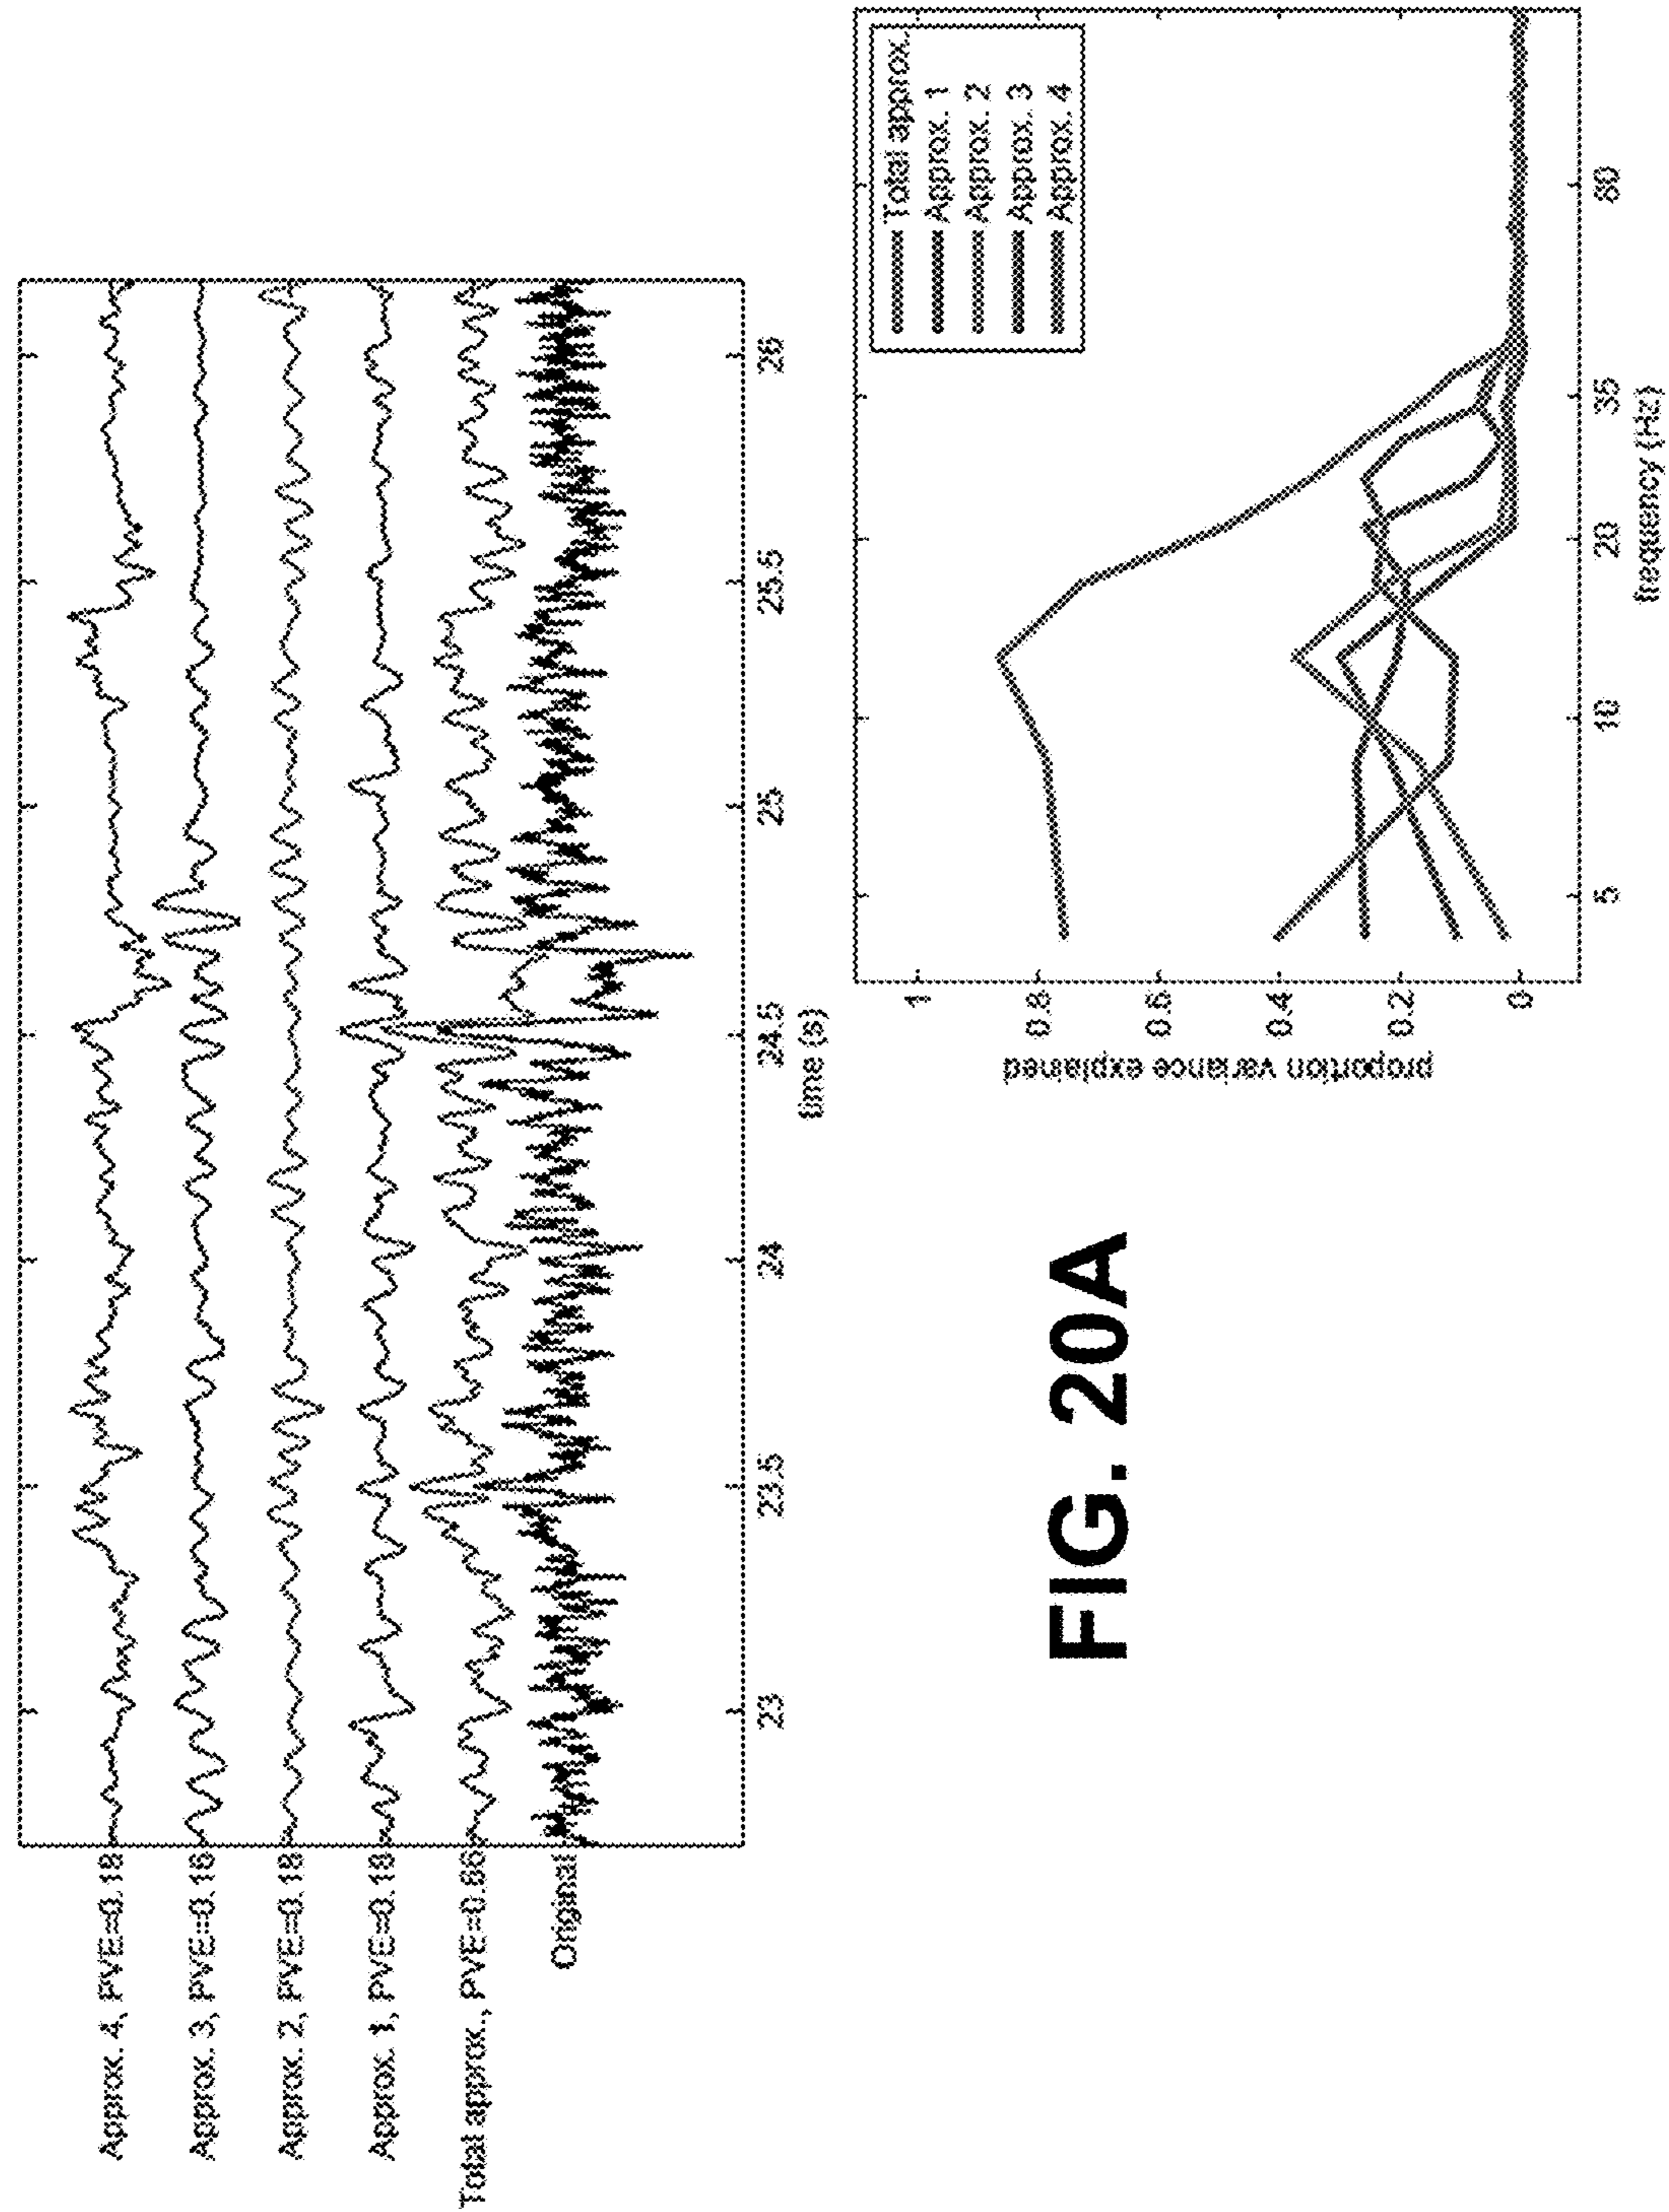 Approx. 4, PVE=0.18
Approx. 3, PVE=0.18
Approx. 2, PVE=0.18
Approx. 1, PVE=0.18
Total approx., PVE=0.66
Original
23
23.5
24
24.5
25
25.5
26
time (s)
FIG. 20A
proportion variance explained
1
0.8
0.6
0.4
0.2
0
Total approx.
Approx. 1
Approx. 2
Approx. 3
Approx. 4
5
10
20
35
80
frequency (Hz)